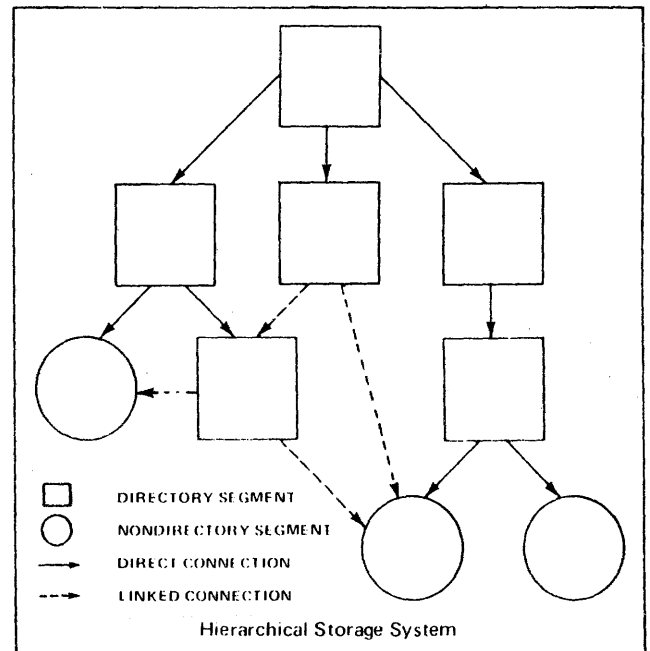 DIRECTORY SEGMENT
NONDIRECTORY SEGMENT
DIRECT CONNECTION
LINKED CONNECTION
Hierarchical Storage System